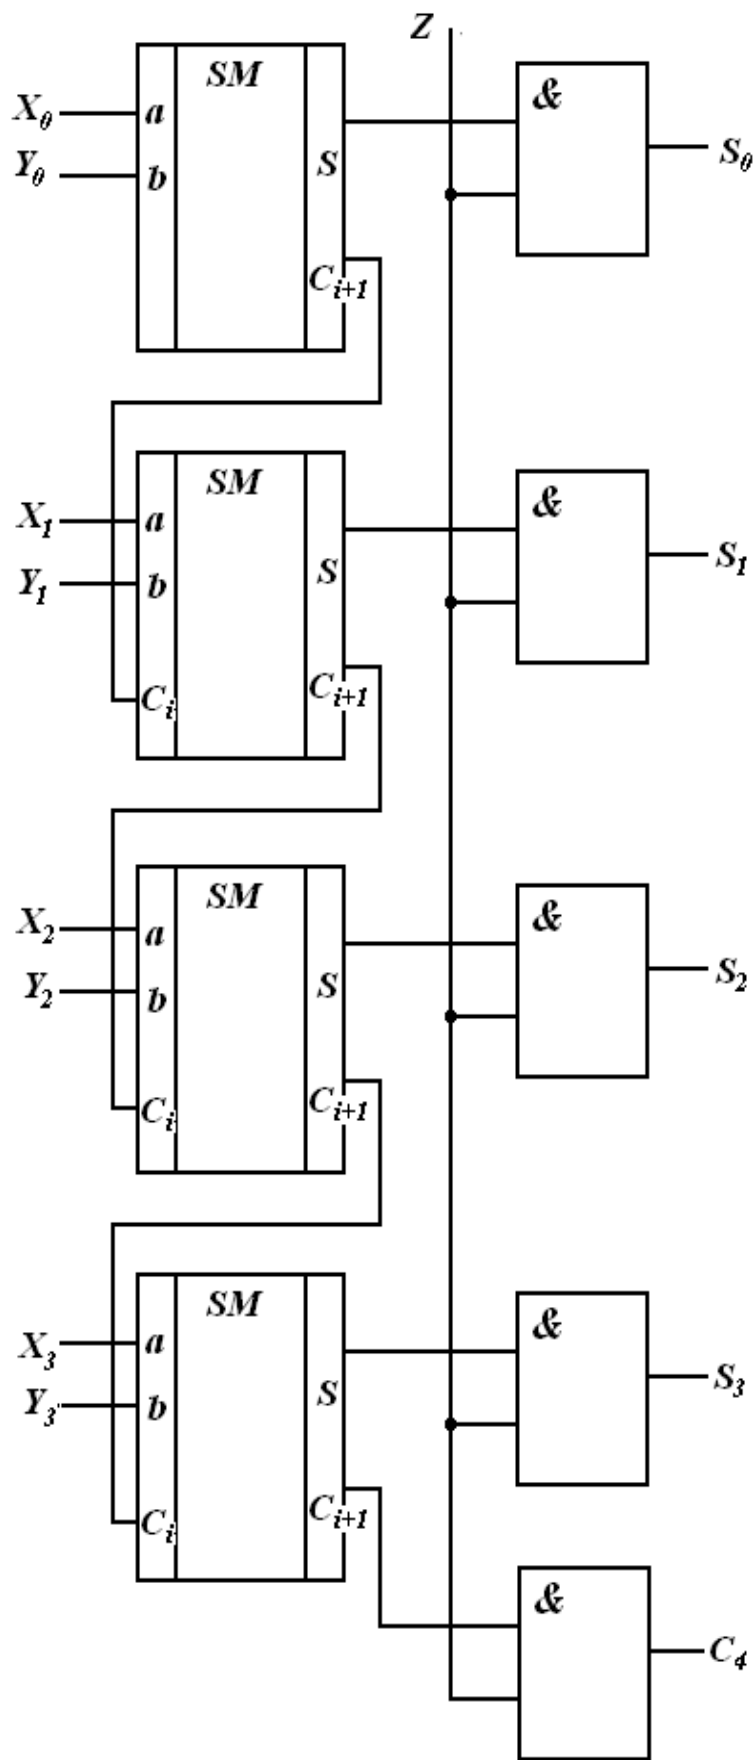 Z
SM
&
X₀
a
Y₀
b
S
S₀
Cᵢ₊₁
SM
&
X₁
a
Y₁
b
S
S₁
Cᵢ
Cᵢ₊₁
SM
&
X₂
a
Y₂
b
S
S₂
Cᵢ
Cᵢ₊₁
SM
&
X₃
a
Y₃
b
S
S₃
Cᵢ
Cᵢ₊₁
&
C₄